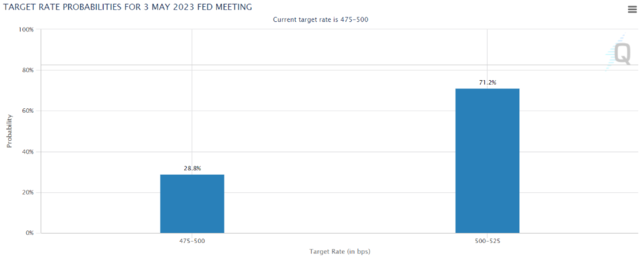 TARGET RATE PROBABILITIES FOR 3 MAY 2023 FED MEETING
Current target rate is 475-500
100%
80%
60%
40%
20%
0%
Probability
28.8%
71.2%
475-500
500-525
Target Rate (in bps)
Q